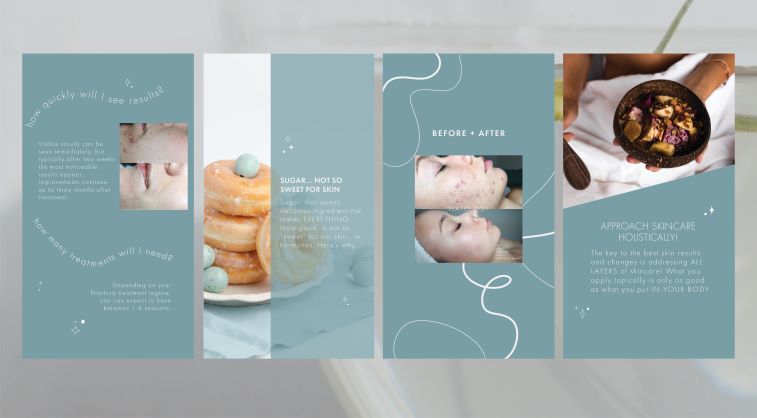 how quickly will I see results?
Visible results can be
seen immediately, but
typically after two weeks
the most noticeable
results appear.
Improvements continue
up to three months after
treatment.
how many treatments will I need?
Depending on your
Fractora treatment regime,
you can expect to have
between 1-6 sessions.
SUGAR... NOT SO
SWEET FOR SKIN
Sugar: that sweet,
delicious ingredient that
makes EVERYTHING
taste good, is not so
"sweet" for our skin... or
hormones. Here's why.
BEFORE + AFTER
APPROACH SKINCARE
HOLISTICALLY!
The key to the best skin results
and changes is addressing ALL
LAYERS of skincare! What you
apply topically is only as good
as what you put IN YOUR BODY.